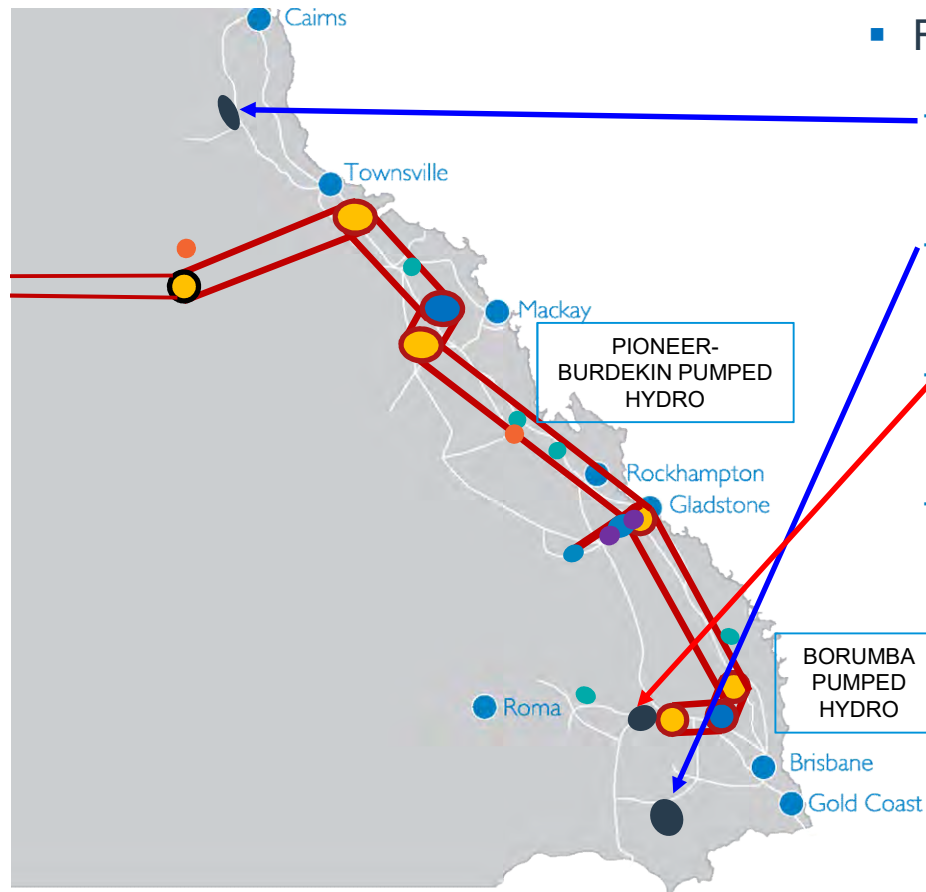 Cairns
F
Townsville
Mackay
PIONEER-
BURDEKIN PUMPED
HYDRO
Rockhampton
Gladstone
BORUMBA
PUMPED
HYDRO
Roma
Brisbane
Gold Coast